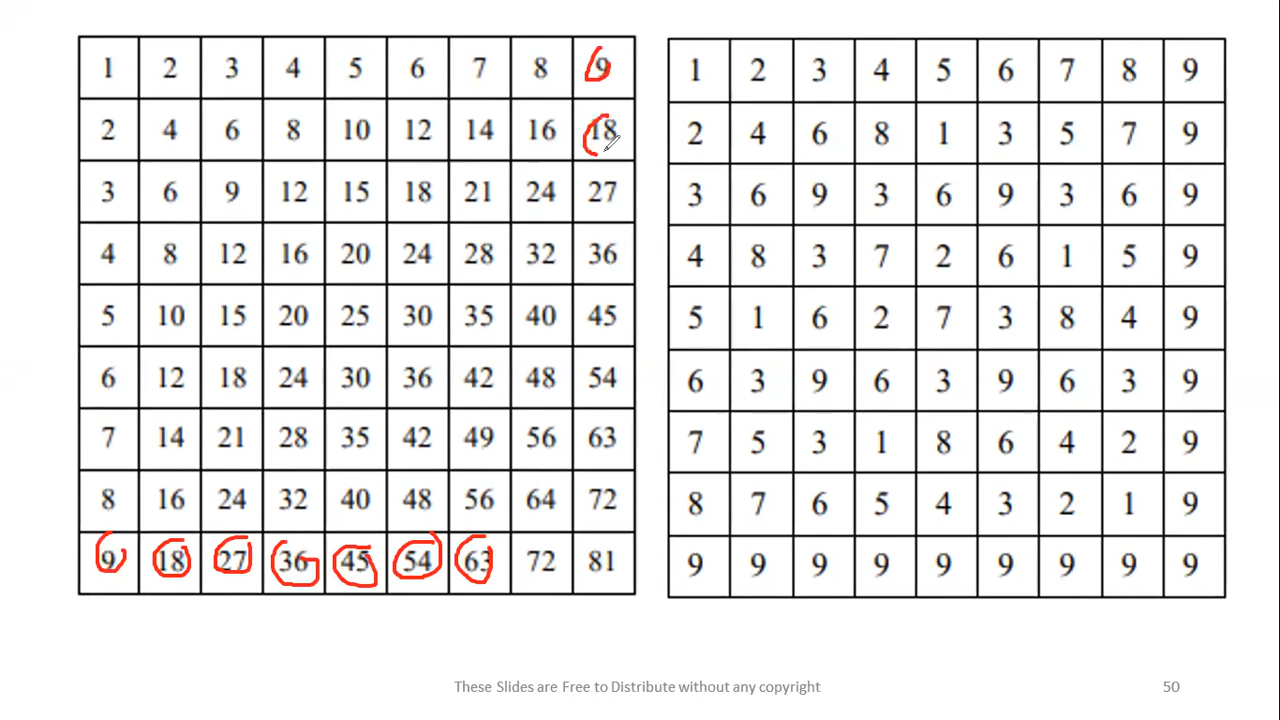 1 2 3 4 5 6 7 8 9
2 4 6 8 10 12 14 16 18
3 6 9 12 15 18 21 24 27
4 8 12 16 20 24 28 32 36
5 10 15 20 25 30 35 40 45
6 12 18 24 30 36 42 48 54
7 14 21 28 35 42 49 56 63
8 16 24 32 40 48 56 64 72
9 18 27 36 45 54 63 72 81
1 2 3 4 5 6 7 8 9
2 4 6 8 1 3 5 7 9
3 6 9 3 6 9 3 6 9
4 8 3 7 2 6 1 5 9
5 1 6 2 7 3 8 4 9
6 3 9 6 3 9 6 3 9
7 5 3 1 8 6 4 2 9
8 7 6 5 4 3 2 1 9
9 9 9 9 9 9 9 9 9
These Slides are Free to Distribute without any copyright
50